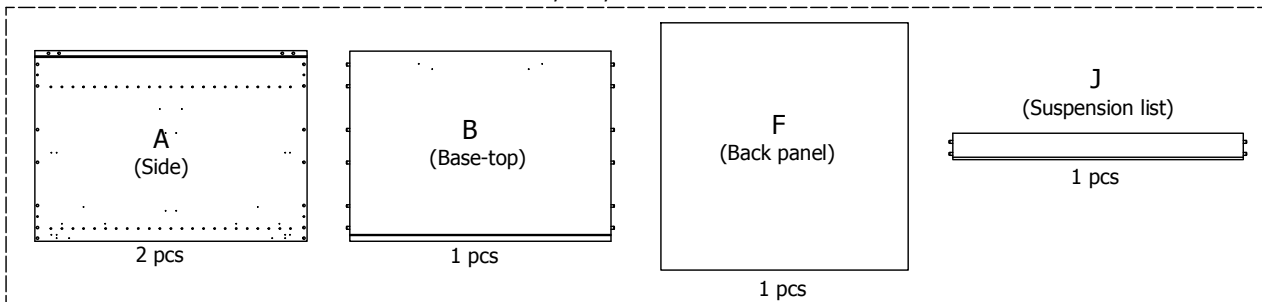 A
(Side)
2 pcs
B
(Base-top)
1 pcs
F
(Back panel)
1 pcs
J
(Suspension list)
1 pcs